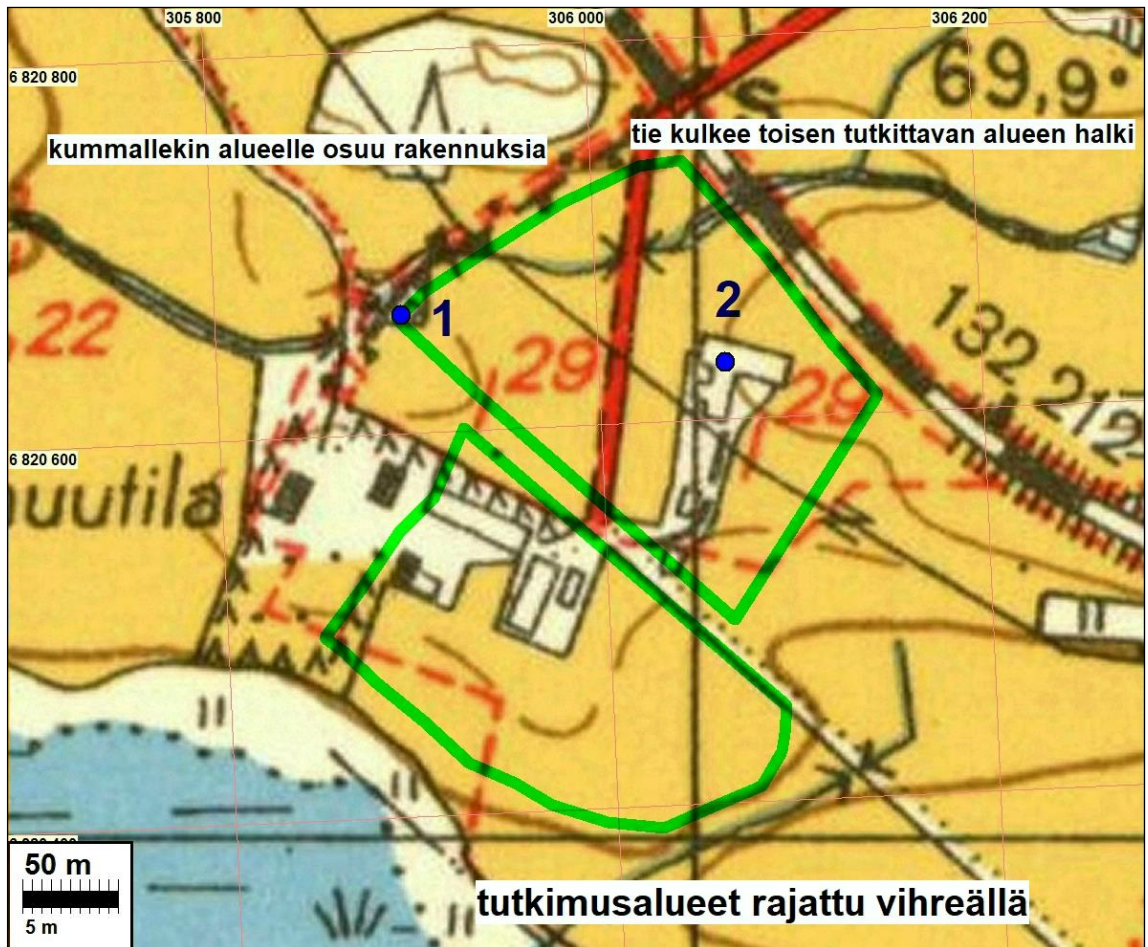 305 800
306 000
306 200
6 820 800
69,9°
S
kummallekin alueelle osuu rakennuksia
tie kulkee toisen tutkittavan alueen halki
1
2
22
29
29
132,2/2
6 820 600
uutila
50 m
5 m
tutkimusalueet rajattu vihreällä